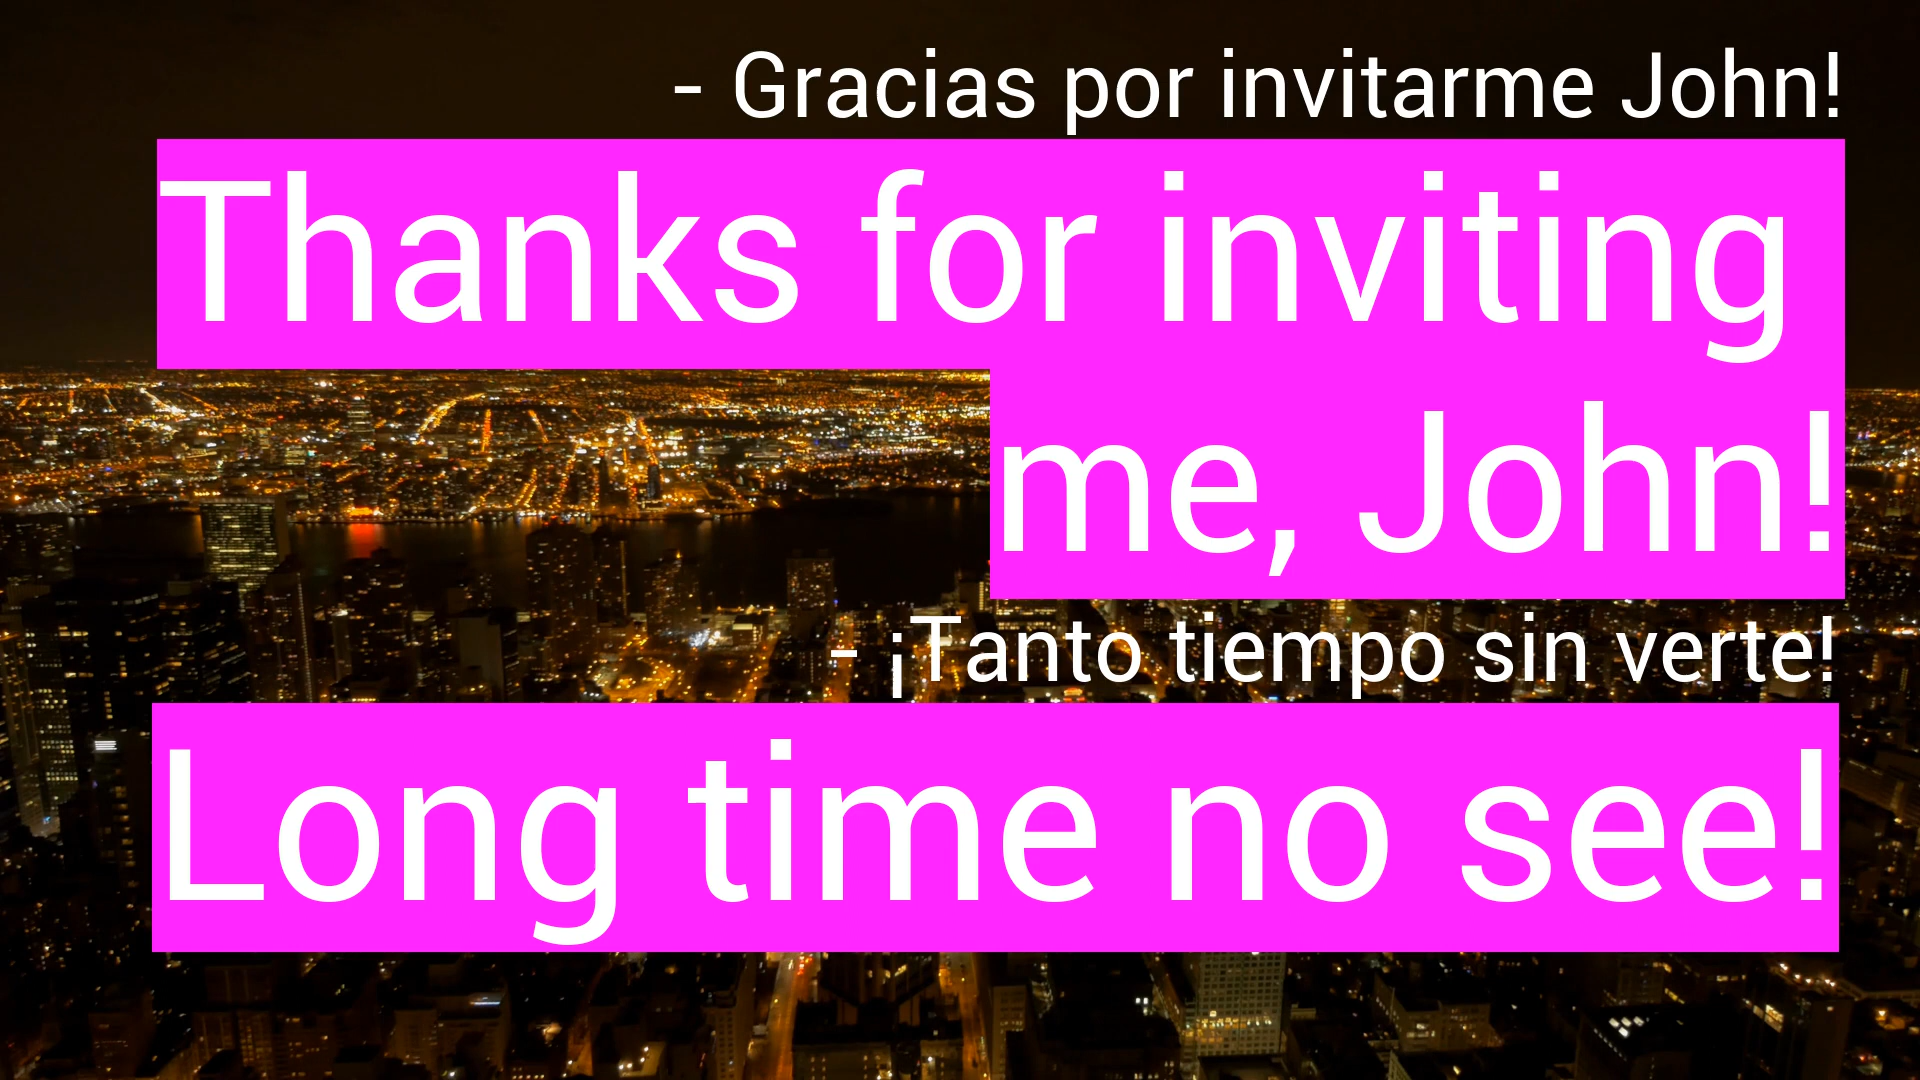 - Gracias por invitarme John!
Thanks for inviting
me, John!
- ¡Tanto tiempo sin verte!
Long time no see!